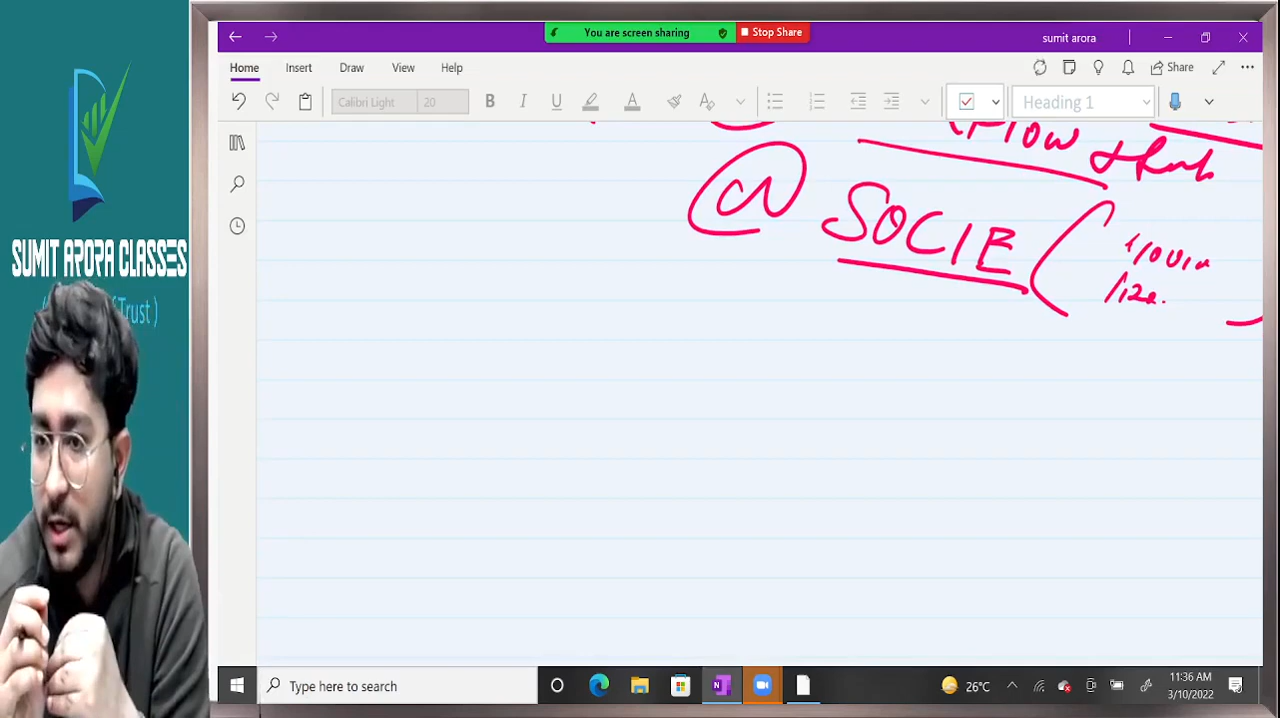 You are screen sharing Stop Share
sumit arora
Home Insert Draw View Help Share
Calibri Light 20 B I U A Heading 1
SUMIT ARORA CLASSES
Trust )
(Flow
SOCIE (
Type here to search
26°C
11:36 AM
3/10/2022